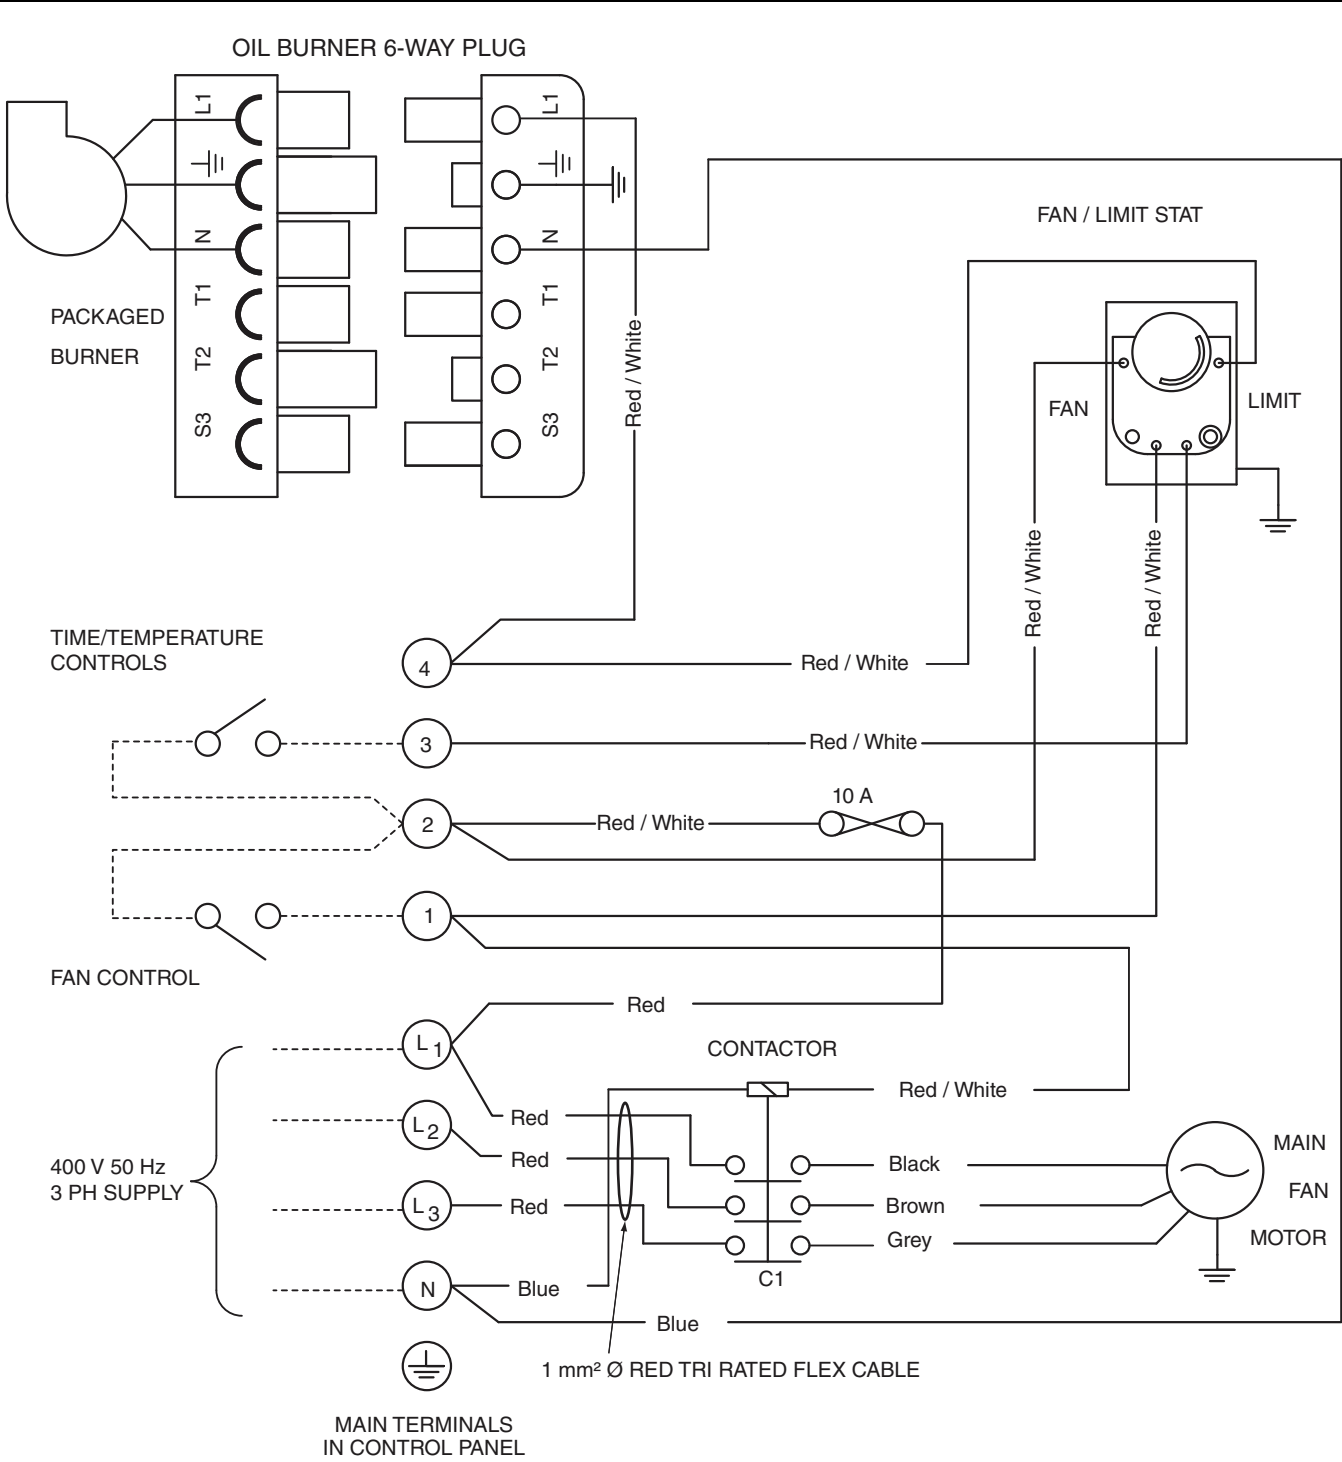 OIL BURNER 6-WAY PLUG
L1
N
T1
T2
S3
L1
N
T1
T2
S3
PACKAGED
BURNER
FAN / LIMIT STAT
FAN
LIMIT
Red / White
Red / White
Red / White
TIME/TEMPERATURE
CONTROLS
4
Red / White
3
Red / White
10 A
2
Red / White
1
FAN CONTROL
Red
L1
CONTACTOR
Red / White
Red
L2
Red
400 V 50 Hz
3 PH SUPPLY
L3
Red
Black
Brown
Grey
MAIN
FAN
MOTOR
C1
N
Blue
Blue
1 mm² Ø RED TRI RATED FLEX CABLE
MAIN TERMINALS
IN CONTROL PANEL